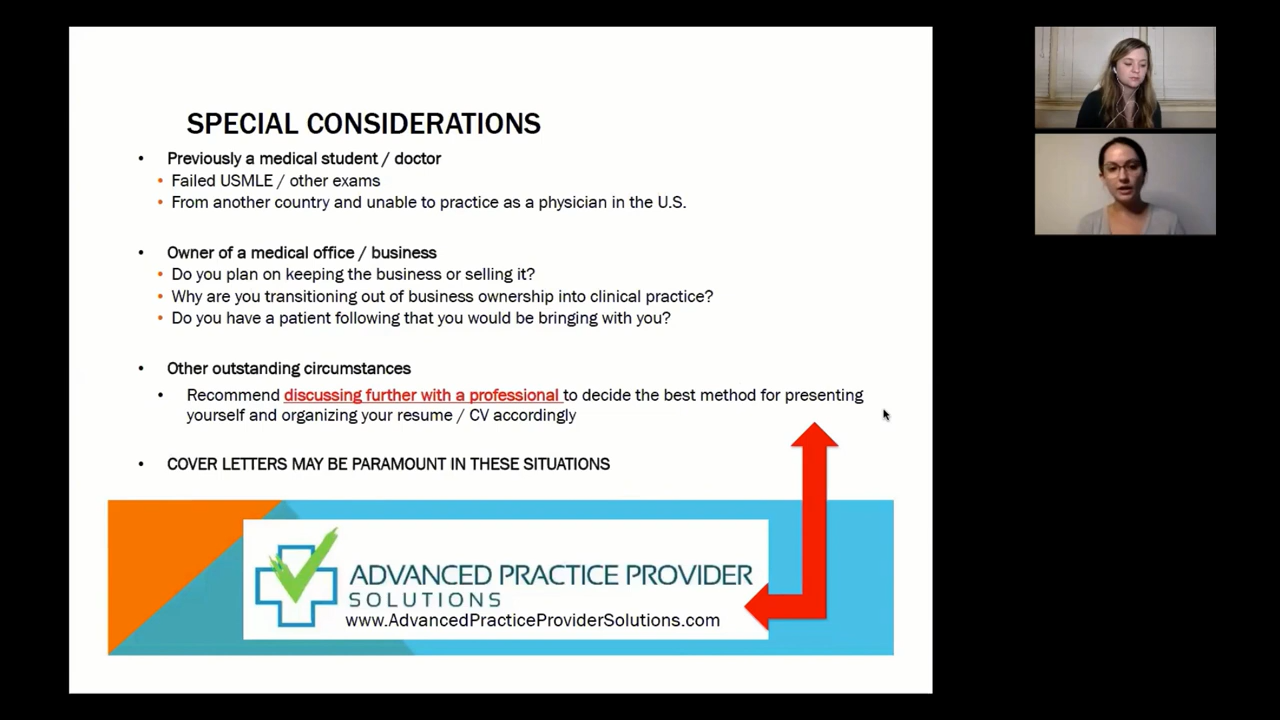 SPECIAL CONSIDERATIONS
• Previously a medical student / doctor
• Failed USMLE / other exams
• From another country and unable to practice as a physician in the U.S.
• Owner of a medical office / business
• Do you plan on keeping the business or selling it?
• Why are you transitioning out of business ownership into clinical practice?
• Do you have a patient following that you would be bringing with you?
• Other outstanding circumstances
• Recommend discussing further with a professional to decide the best method for presenting
yourself and organizing your resume / CV accordingly
• COVER LETTERS MAY BE PARAMOUNT IN THESE SITUATIONS
ADVANCED PRACTICE PROVIDER
SOLUTIONS
www.AdvancedPracticeProviderSolutions.com